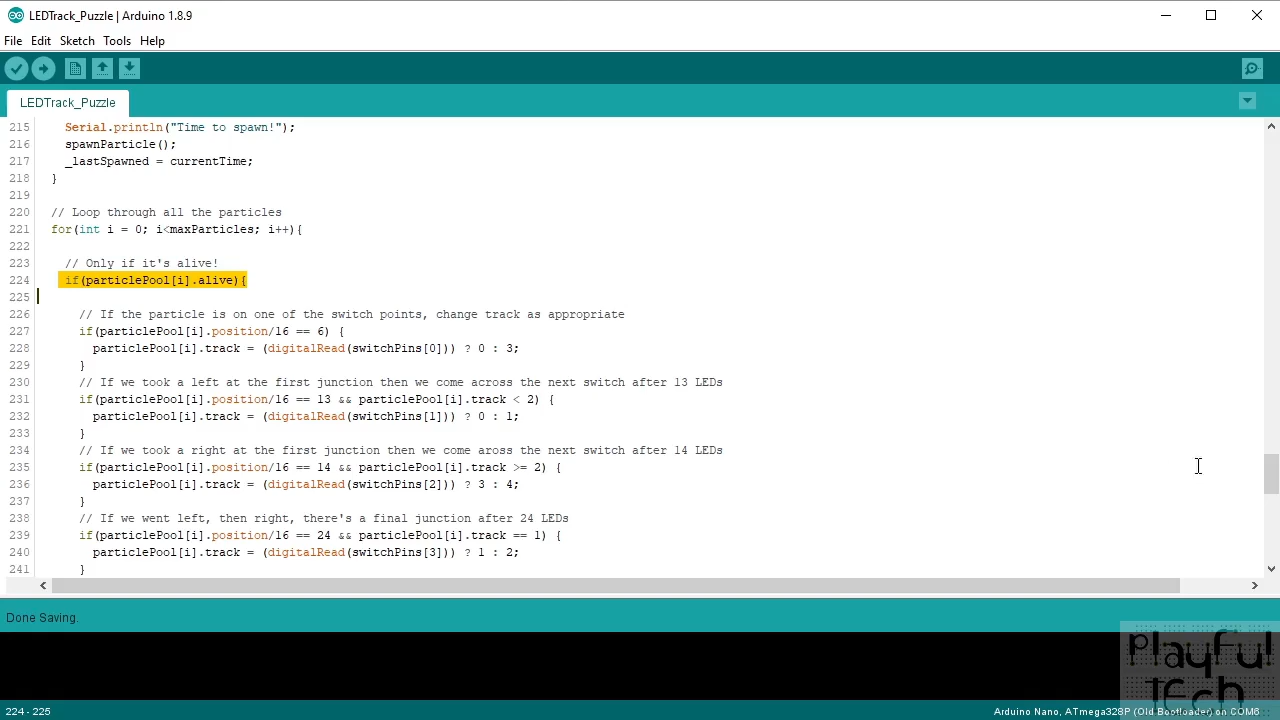 LEDTrack_Puzzle | Arduino 1.8.9
File Edit Sketch Tools Help
LEDTrack_Puzzle
215 Serial.println("Time to spawn!");
216 spawnParticle();
217 _lastSpawned = currentTime;
218 }
219
220 // Loop through all the particles
221 for(int i = 0; i<maxParticles; i++){
222
223 // Only if it's alive!
224 if(particlePool[i].alive){
225
226 // If the particle is on one of the switch points, change track as appropriate
227 if(particlePool[i].position/16 == 6) {
228 particlePool[i].track = (digitalRead(switchPins[0])) ? 0 : 3;
229 }
230 // If we took a left at the first junction then we come across the next switch after 13 LEDs
231 if(particlePool[i].position/16 == 13 && particlePool[i].track < 2) {
232 particlePool[i].track = (digitalRead(switchPins[1])) ? 0 : 1;
233 }
234 // If we took a right at the first junction then we come aross the next switch after 14 LEDs
235 if(particlePool[i].position/16 == 14 && particlePool[i].track >= 2) {
236 particlePool[i].track = (digitalRead(switchPins[2])) ? 3 : 4;
237 }
238 // If we went left, then right, there's a final junction after 24 LEDs
239 if(particlePool[i].position/16 == 24 && particlePool[i].track == 1) {
240 particlePool[i].track = (digitalRead(switchPins[3])) ? 1 : 2;
241 }
Done Saving.
Playful
Tech
224 - 225 Arduino Nano, ATmega328P (Old Bootloader) on COM6